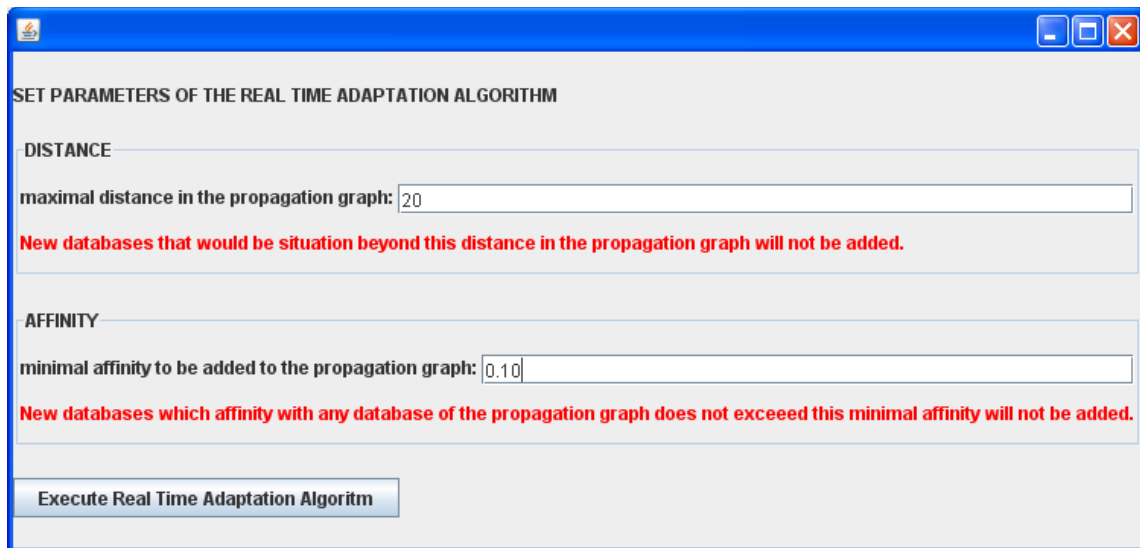 SET PARAMETERS OF THE REAL TIME ADAPTATION ALGORITHM
DISTANCE
maximal distance in the propagation graph: 20
New databases that would be situation beyond this distance in the propagation graph will not be added.
AFFINITY
minimal affinity to be added to the propagation graph: 0.10
New databases which affinity with any database of the propagation graph does not exceeed this minimal affinity will not be added.
Execute Real Time Adaptation Algoritm